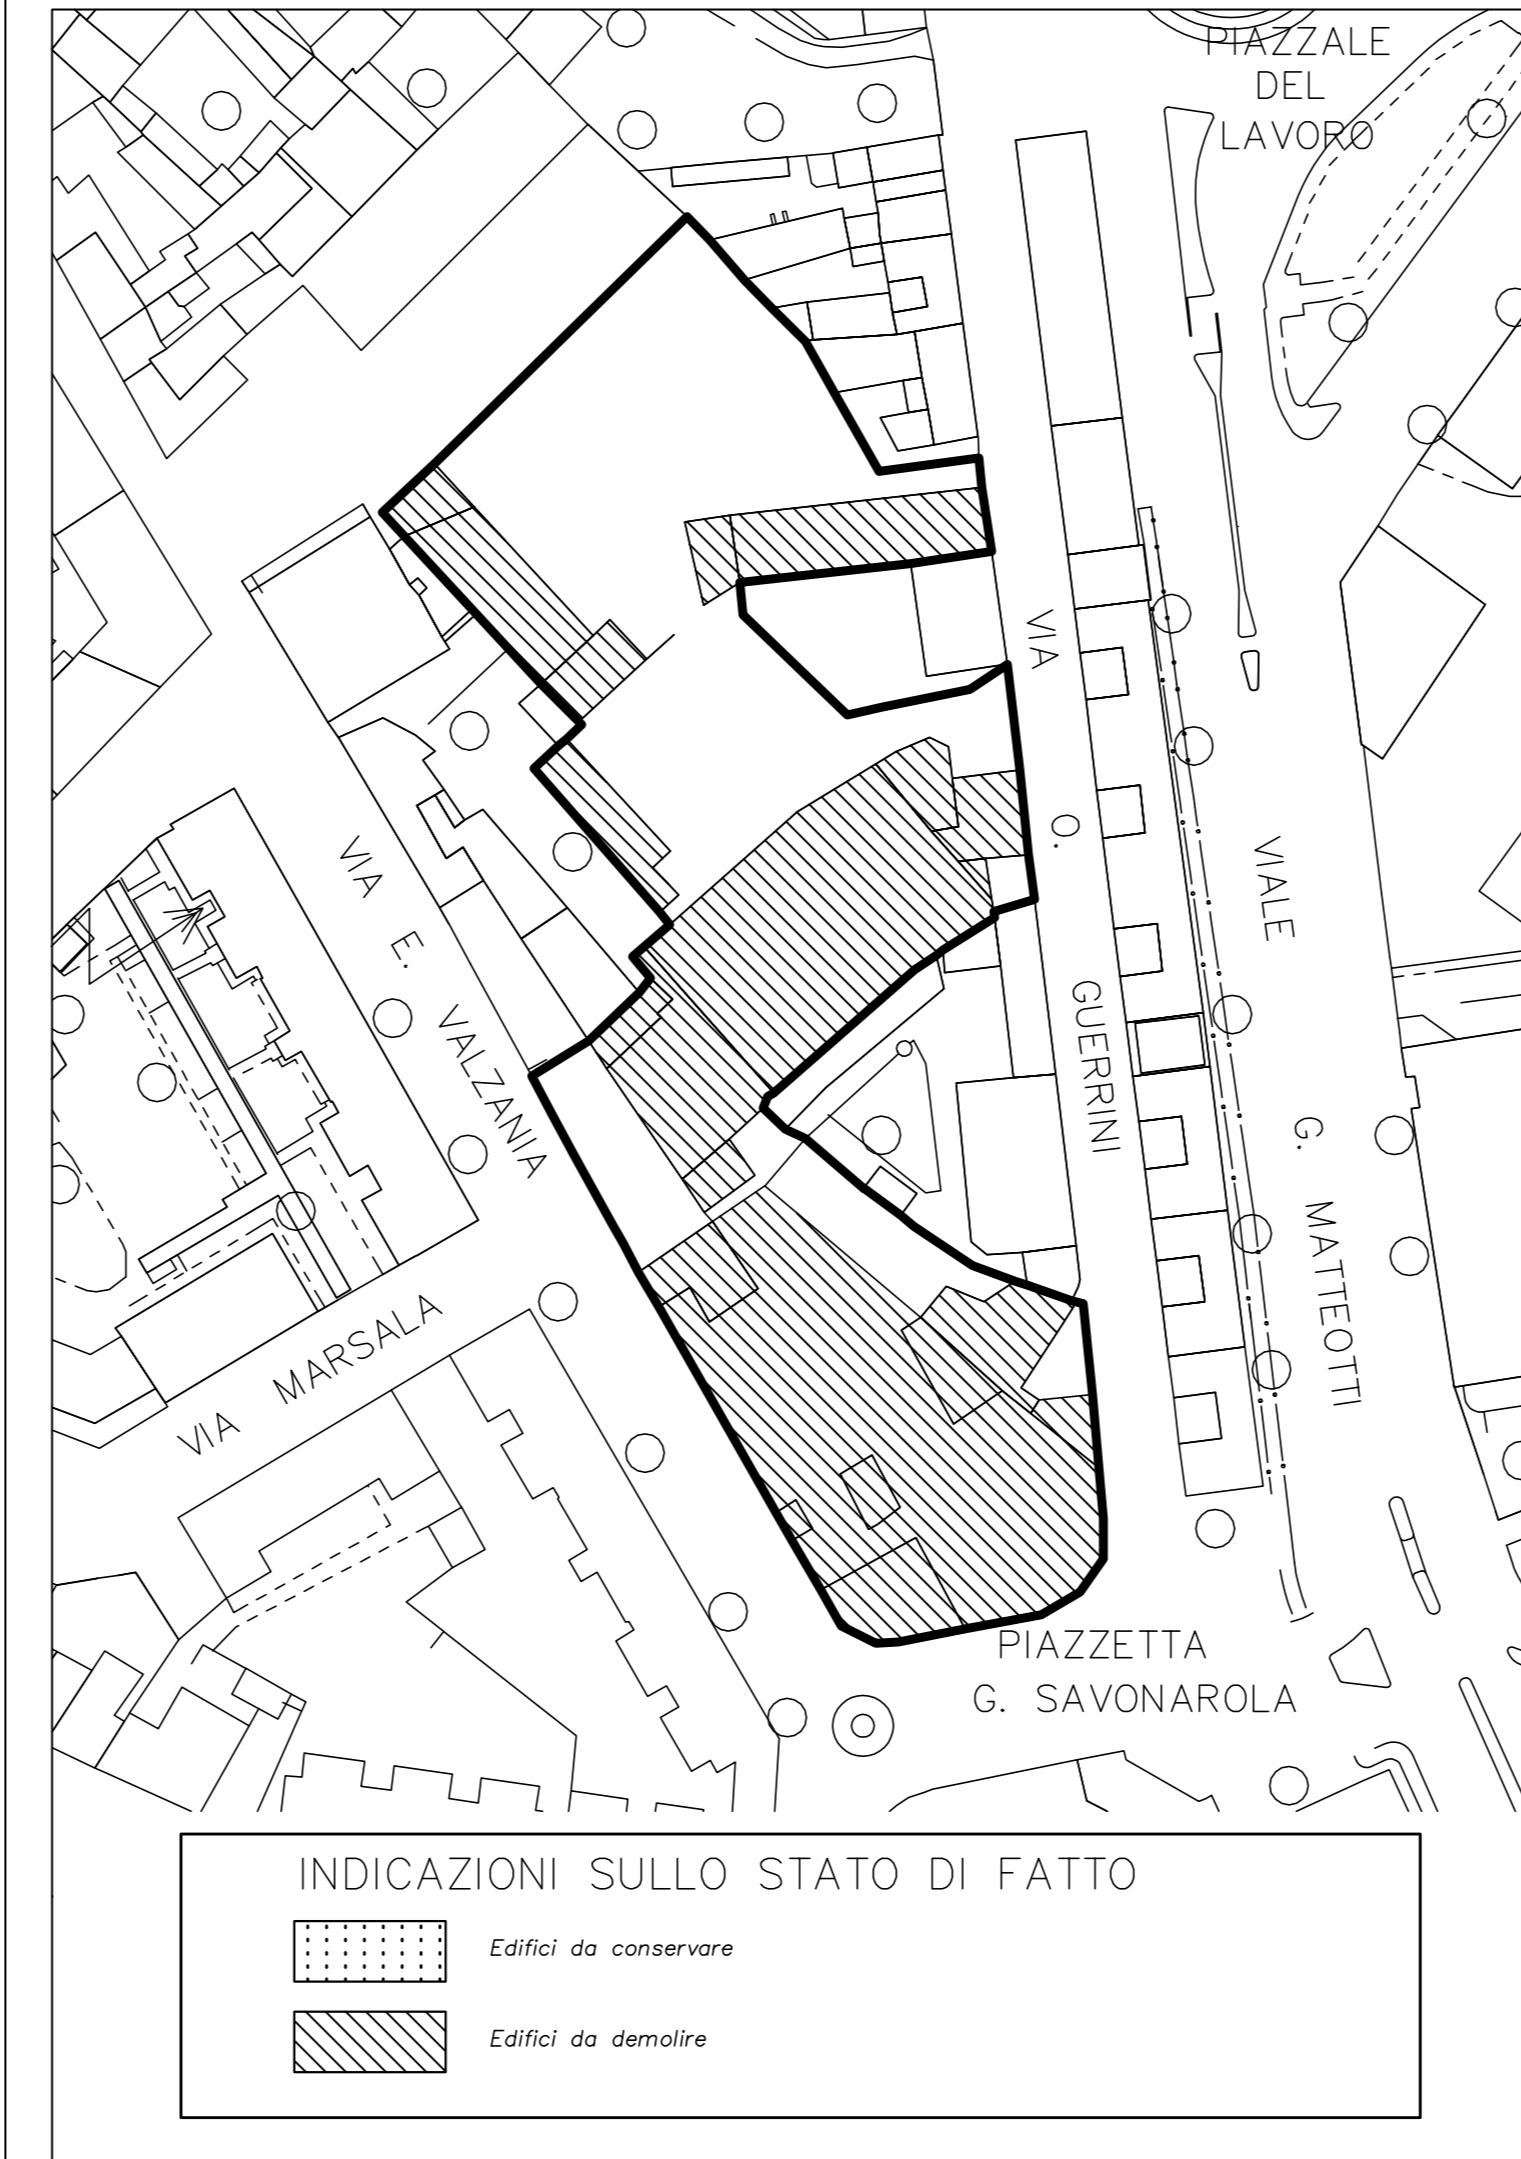 PIAZZALE
DEL
LAVORO
VIA O. GUERRINI
VIALE G. MATTEOTTI
VIA E. VALZANIA
VIA MARSALA
PIAZZETTA
G. SAVONAROLA
INDICAZIONI SULLO STATO DI FATTO
Edifici da conservare
Edifici da demolire